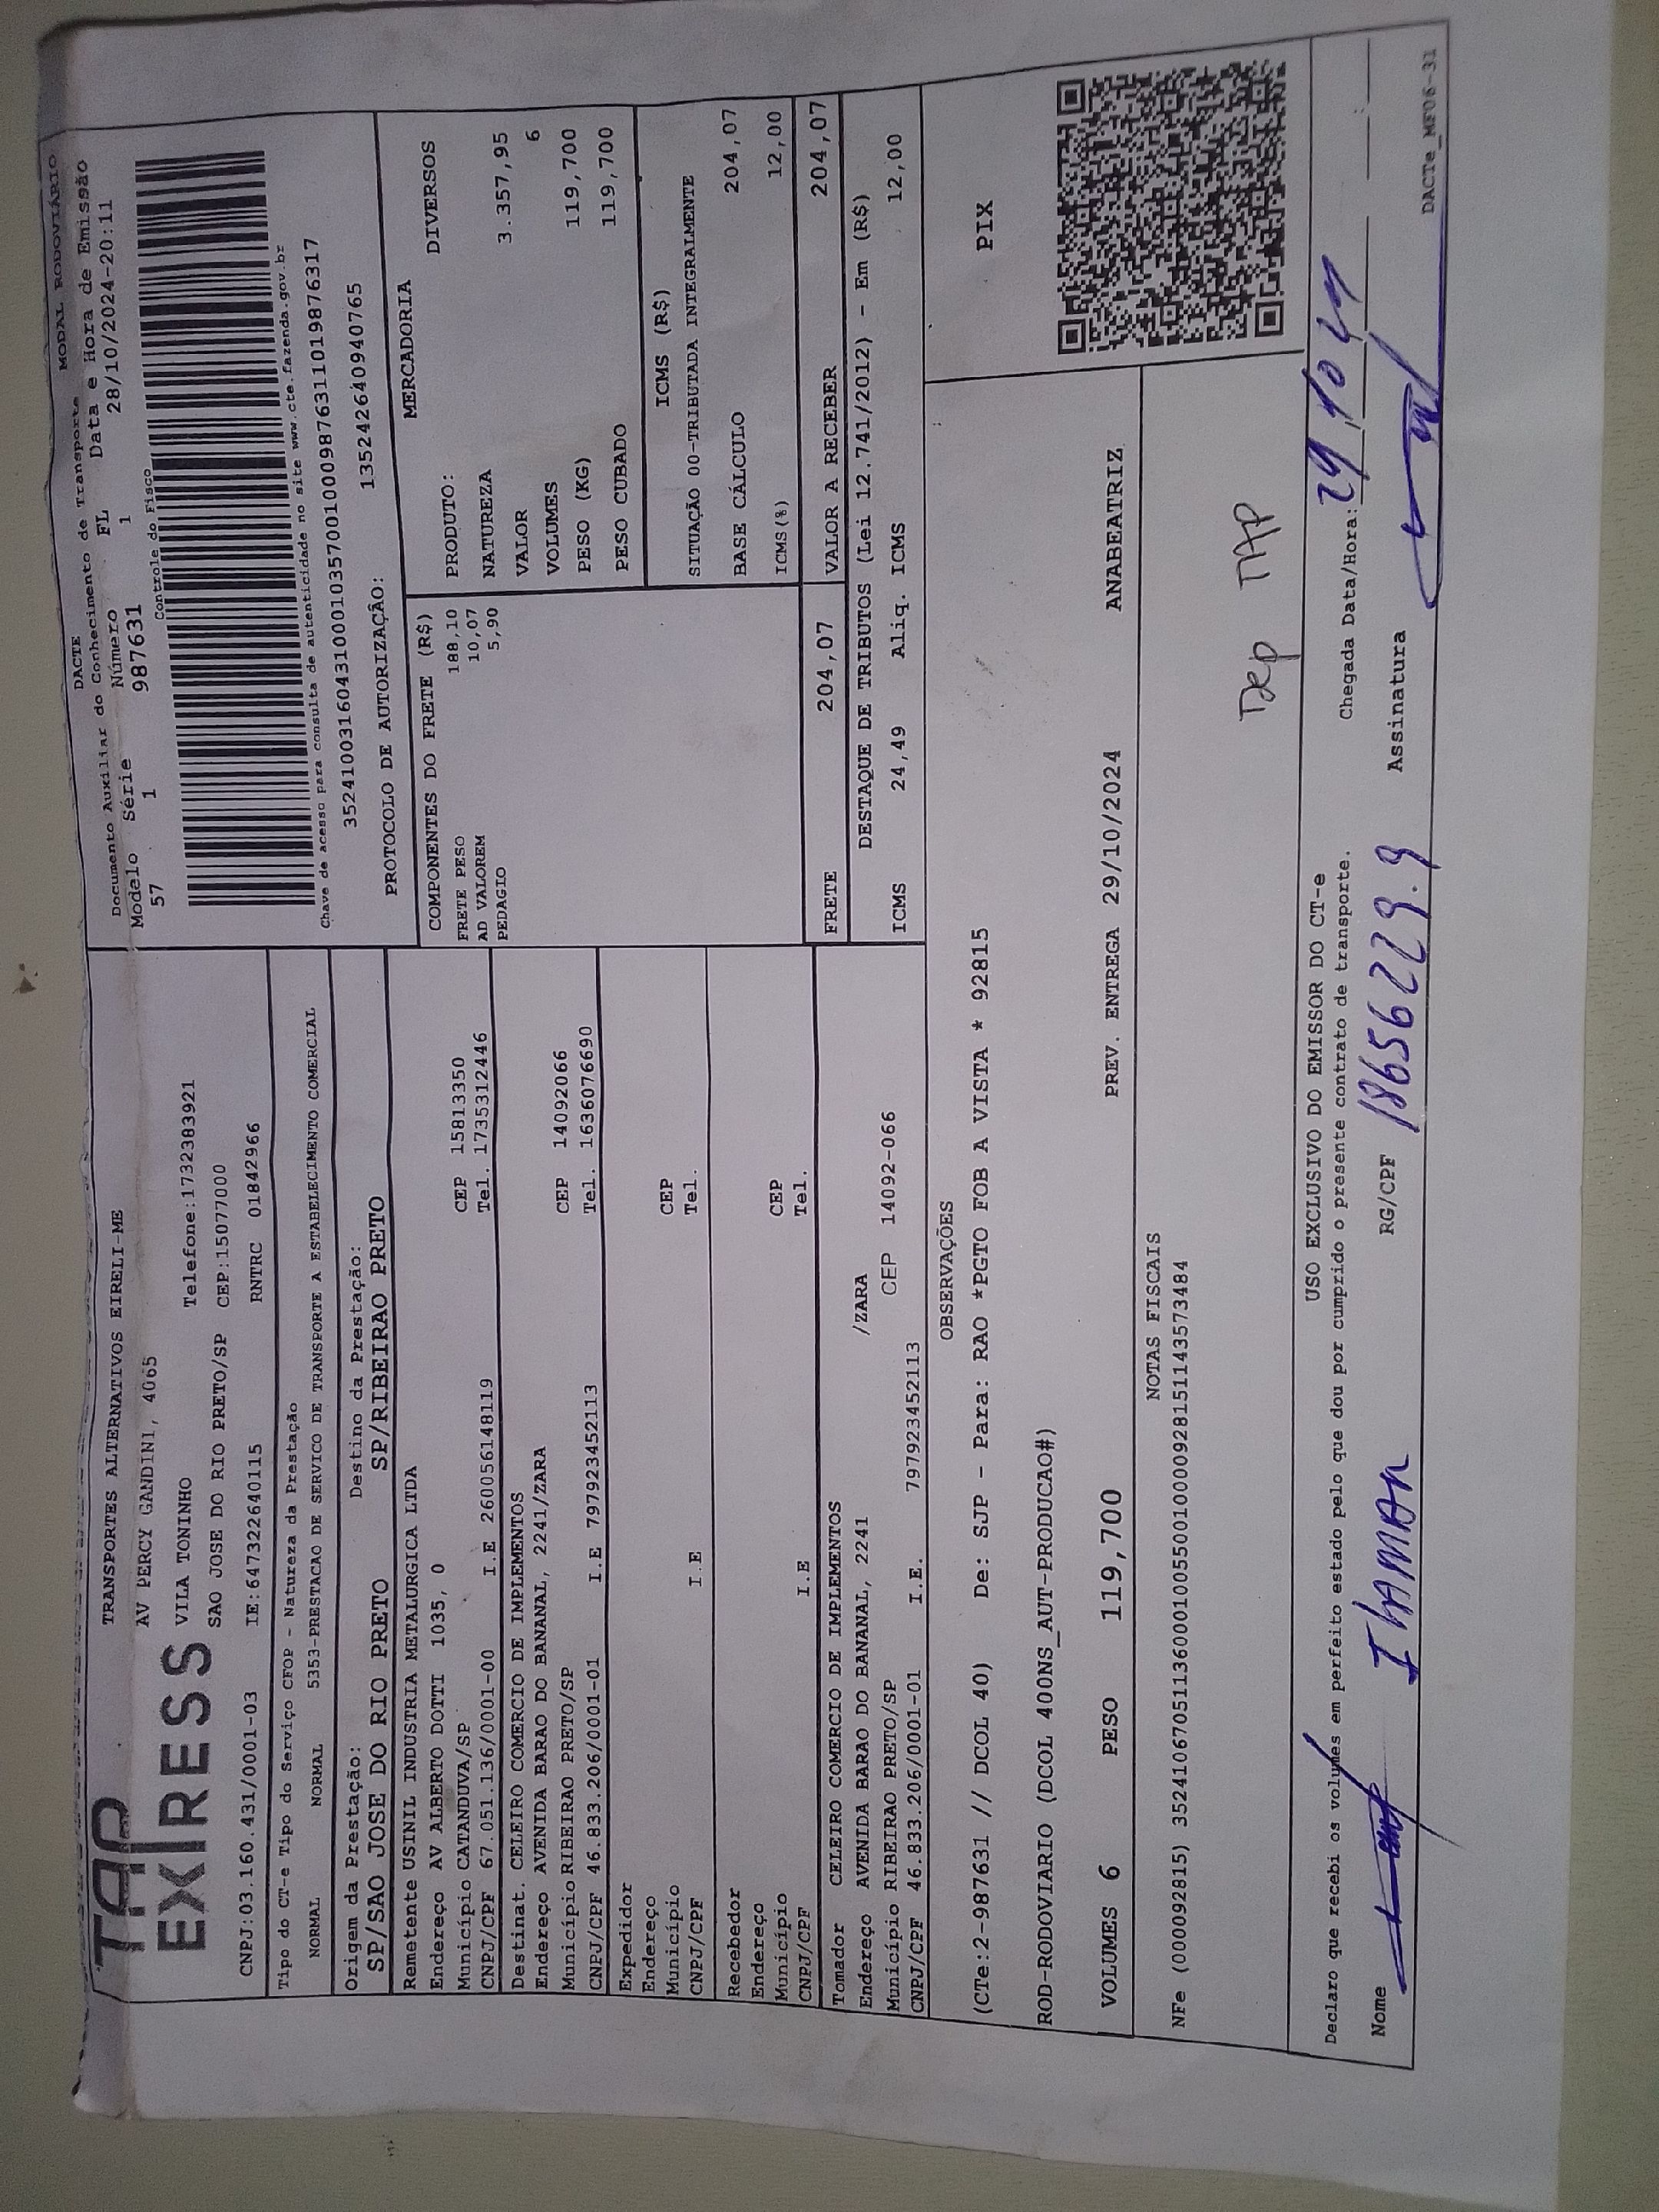 TAP
EXPRESS
TRANSPORTES ALTERNATIVOS EIRELI-ME
AV PERCY GANDINI, 4065
VILA TONINHO Telefone:1732383921
SAO JOSE DO RIO PRETO/SP CEP:15077000
CNPJ:03.160.431/0001-03 IE:647322640115 RNTRC 01842966
Tipo do CT-e Tipo do Serviço CFOP - Natureza da Prestação
NORMAL NORMAL 5353-PRESTACAO DE SERVICO DE TRANSPORTE A ESTABELECIMENTO COMERCIAL
Origem da Prestação: Destino da Prestação:
SP/SAO JOSE DO RIO PRETO SP/RIBEIRAO PRETO
Remetente USINIL INDUSTRIA METALURGICA LTDA
Endereço AV ALBERTO DOTTI 1035, 0
Município CATANDUVA/SP CEP 15813350
CNPJ/CPF 67.051.136/0001-00 I.E 260056148119 Tel. 1735312446
Destinat. CELEIRO COMERCIO DE IMPLEMENTOS
Endereço AVENIDA BARAO DO BANANAL, 2241/ZARA
Município RIBEIRAO PRETO/SP CEP 14092066
CNPJ/CPF 46.833.206/0001-01 I.E 797923452113 Tel. 1636076690
Expedidor
Endereço
Município CEP
CNPJ/CPF I.E Tel.
Recebedor
Endereço
Município CEP
CNPJ/CPF I.E Tel.
Tomador CELEIRO COMERCIO DE IMPLEMENTOS
Endereço AVENIDA BARAO DO BANANAL, 2241 /ZARA
Município RIBEIRAO PRETO/SP CEP 14092-066
CNPJ/CPF 46.833.206/0001-01 I.E. 797923452113
MODAL RODOVIÁRIO
DACTE
Documento Auxiliar do Conhecimento de Transporte
Modelo Série Número FL Data e Hora de Emissão
57 1 987631 1 28/10/2024-20:11
Controle do Fisco
Chave de acesso para consulta de autenticidade no site www.cte.fazenda.gov.br
35241003160431000103570010009876311019876317
PROTOCOLO DE AUTORIZAÇÃO: 135242640940765
COMPONENTES DO FRETE (R$)
FRETE PESO 188,10
AD VALOREM 10,07
PEDAGIO 5,90
MERCADORIA
PRODUTO: DIVERSOS
NATUREZA
VALOR 3.357,95
VOLUMES 6
PESO (KG) 119,700
PESO CUBADO 119,700
ICMS (R$)
SITUAÇÃO 00-TRIBUTADA INTEGRALMENTE
BASE CÁLCULO 204,07
ICMS(%) 12,00
FRETE 204,07 VALOR A RECEBER 204,07
DESTAQUE DE TRIBUTOS (Lei 12.741/2012) - Em (R$)
ICMS 24,49 Aliq. ICMS 12,00
OBSERVAÇÕES
(CTe:2-987631 // DCOL 40) De: SJP - Para: RAO *PGTO FOB A VISTA * 92815
PIX
ROD-RODOVIARIO (DCOL 400NS_AUT-PRODUCAO#)
VOLUMES 6 PESO 119,700 PREV. ENTREGA 29/10/2024 ANABEATRIZ
NOTAS FISCAIS
NFe (000092815) 35241067051136000100550010000928151143573484
Dep TAP
USO EXCLUSIVO DO EMISSOR DO CT-e
Declaro que recebi os volumes em perfeito estado pelo que dou por cumprido o presente contrato de transporte.
Chegada Data/Hora: 29/10/24 :
Nome RG/CPF 18656229.9 Assinatura
DACTe_MF06-31